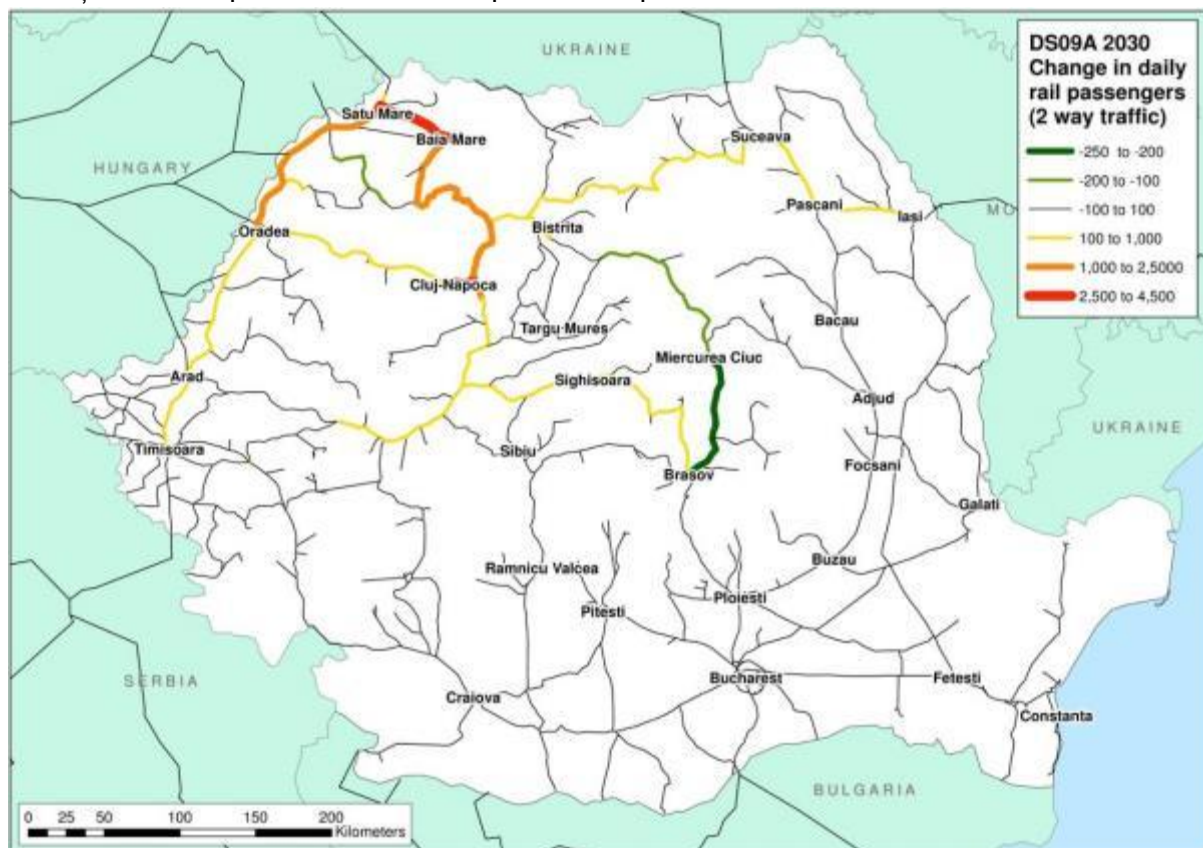 UKRAINE
DS09A 2030
Change in daily
rail passengers
(2 way traffic)
-250 to -200
-200 to -100
-100 to 100
100 to 1,000
1,000 to 2,5000
2,500 to 4,500
Satu Mare
Baia Mare
Suceava
HUNGARY
Pascani
Iasi
MO
Oradea
Bistrita
Cluj-Napoca
Bacau
Targu Mures
Miercurea Ciuc
Arad
Sighisoara
Adjud
UKRAINE
Timisoara
Sibiu
Brasov
Focsani
Galati
Buzau
Ramnicu Valcea
Ploiesti
Pitesti
SERBIA
Bucharest
Fetesti
Craiova
Constanta
BULGARIA
0 25 50 100 150 200
Kilometers